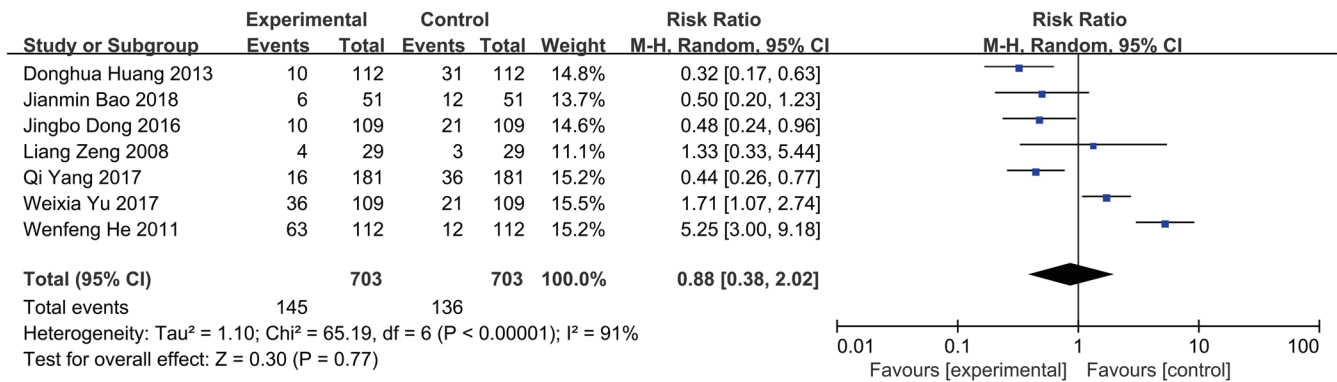 Experimental Control Risk Ratio Risk Ratio
Study or Subgroup Events Total Events Total Weight M-H, Random, 95% CI M-H, Random, 95% CI
Donghua Huang 2013 10 112 31 112 14.8% 0.32 [0.17, 0.63]
Jianmin Bao 2018 6 51 12 51 13.7% 0.50 [0.20, 1.23]
Jingbo Dong 2016 10 109 21 109 14.6% 0.48 [0.24, 0.96]
Liang Zeng 2008 4 29 3 29 11.1% 1.33 [0.33, 5.44]
Qi Yang 2017 16 181 36 181 15.2% 0.44 [0.26, 0.77]
Weixia Yu 2017 36 109 21 109 15.5% 1.71 [1.07, 2.74]
Wenfeng He 2011 63 112 12 112 15.2% 5.25 [3.00, 9.18]
Total (95% CI) 703 703 100.0% 0.88 [0.38, 2.02]
Total events 145 136
Heterogeneity: Tau² = 1.10; Chi² = 65.19, df = 6 (P < 0.00001); I² = 91%
Test for overall effect: Z = 0.30 (P = 0.77)
0.01 0.1 1 10 100
Favours [experimental] Favours [control]